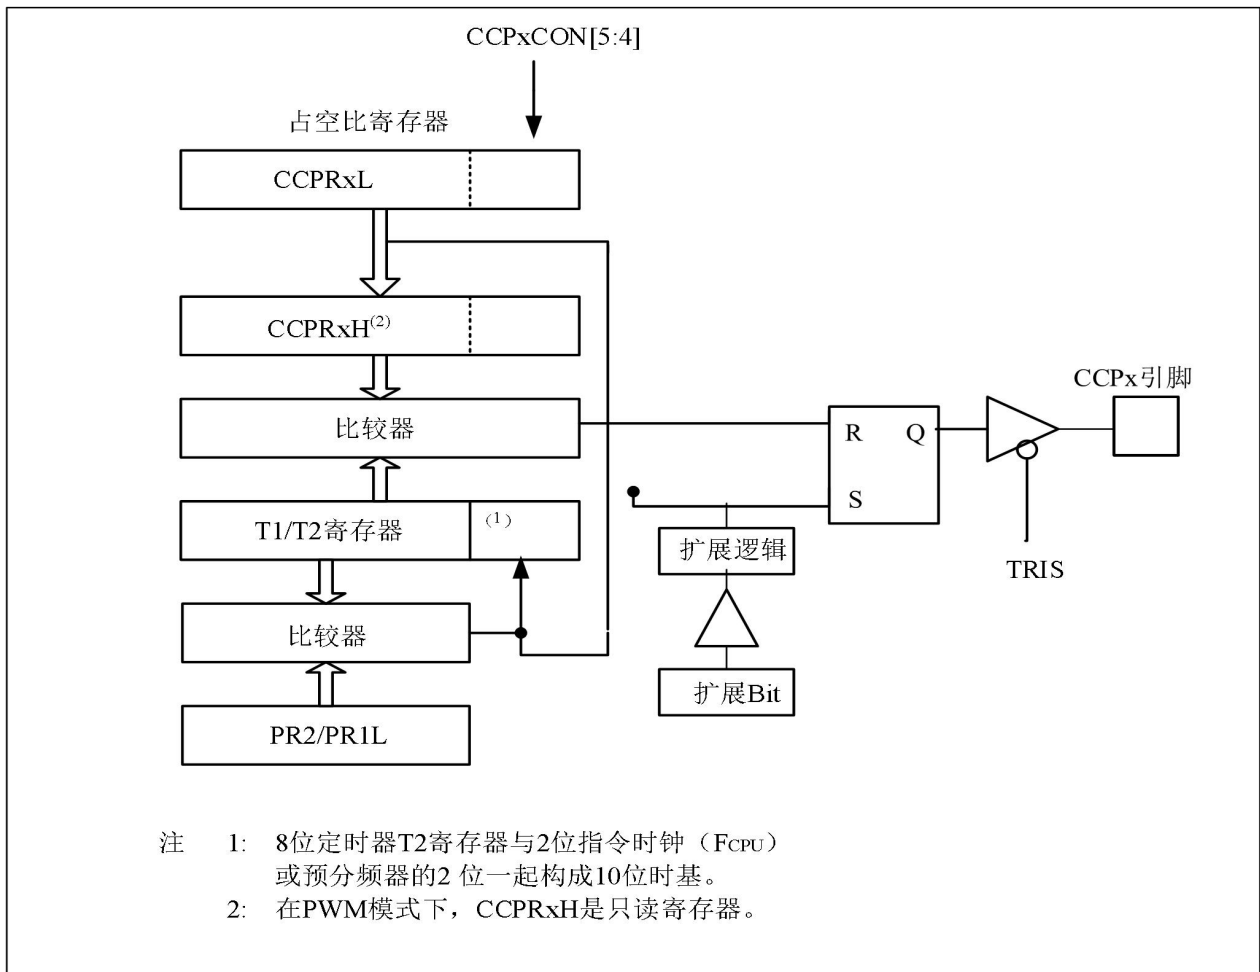 CCPxCON[5:4]
占空比寄存器
CCPRxL
CCPRxH(2)
比较器
T1/T2寄存器 (1)
比较器
PR2/PR1L
R Q
S
CCPx引脚
TRIS
扩展逻辑
扩展Bit
注 1: 8位定时器T2寄存器与2位指令时钟（FCPU）
或预分频器的2 位一起构成10位时基。
2: 在PWM模式下，CCPRxH是只读寄存器。